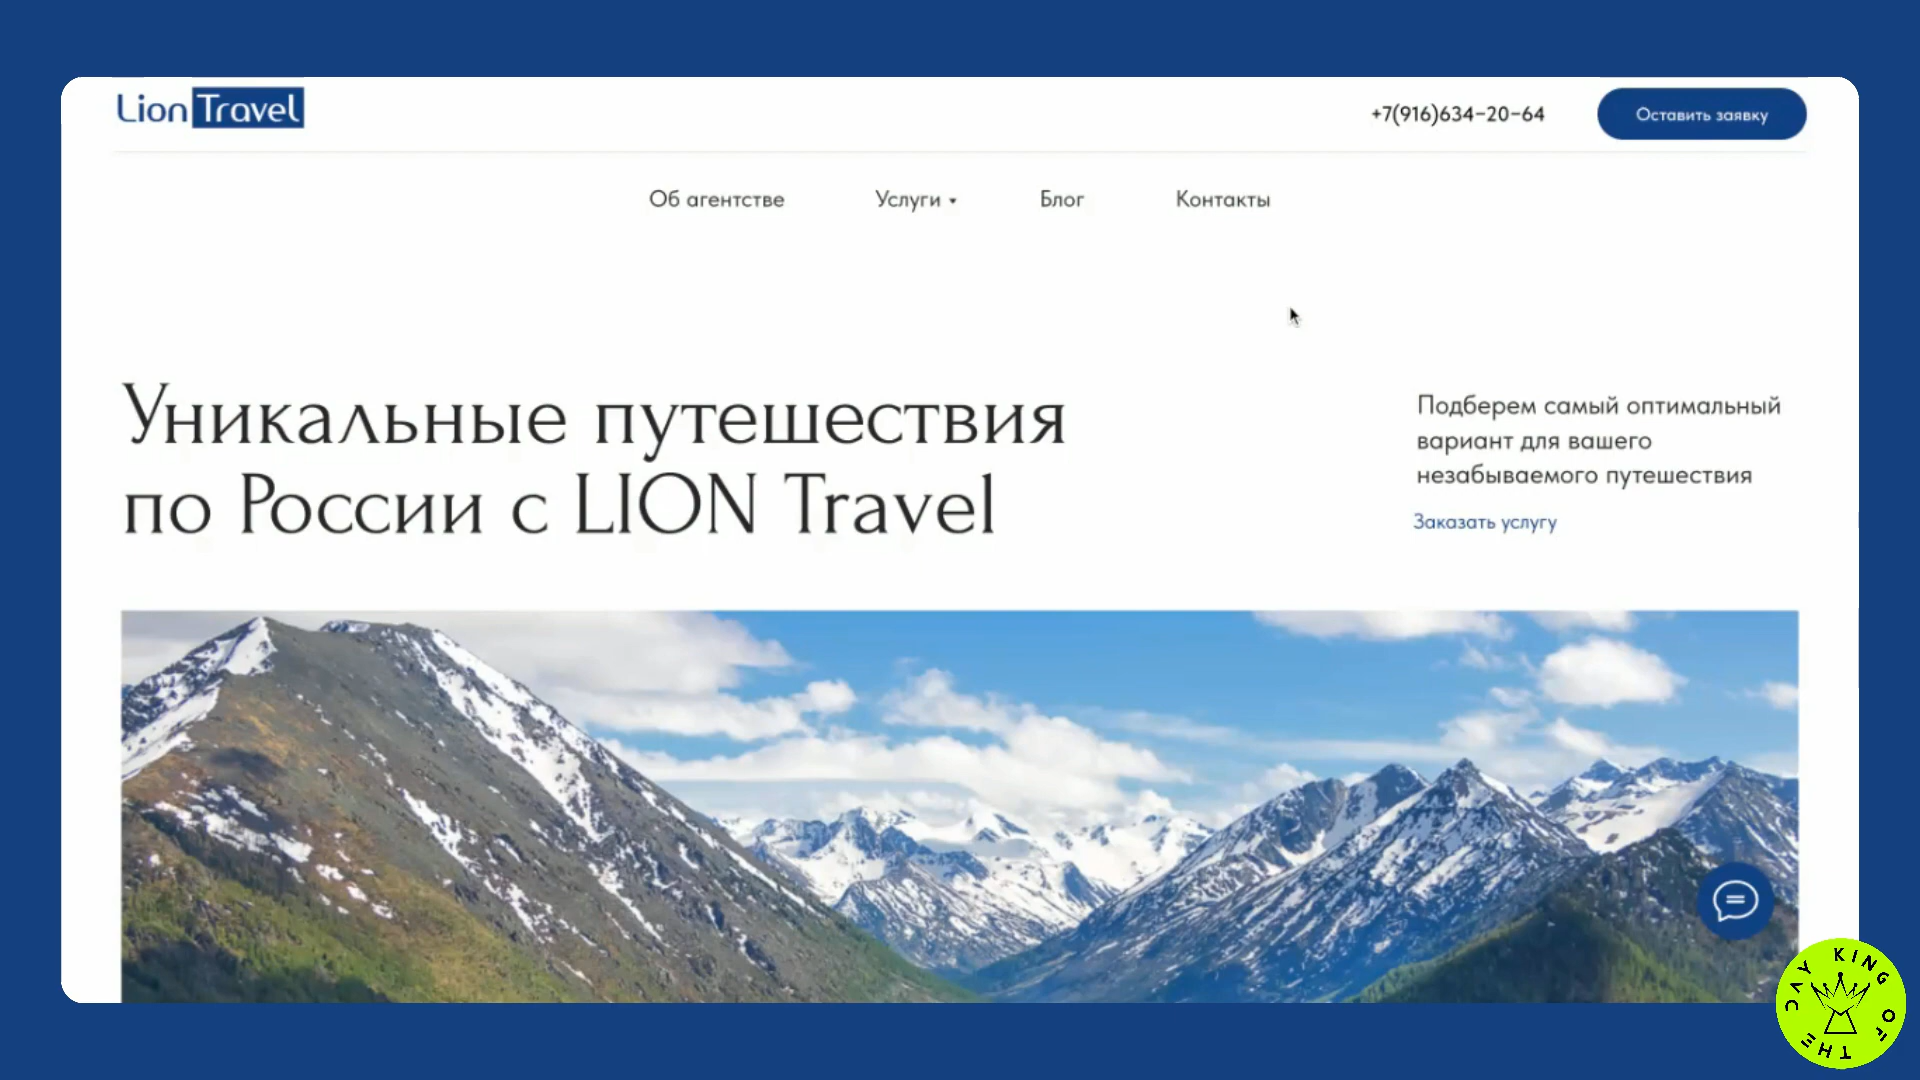 Lion Travel
+7(916)634-20-64
Оставить заявку
Об агентстве
Услуги
Блог
Контакты
Уникальные путешествия
по России с LION Travel
Подберем самый оптимальный
вариант для вашего
незабываемого путешествия
Заказать услугу
KING OF THE CAY